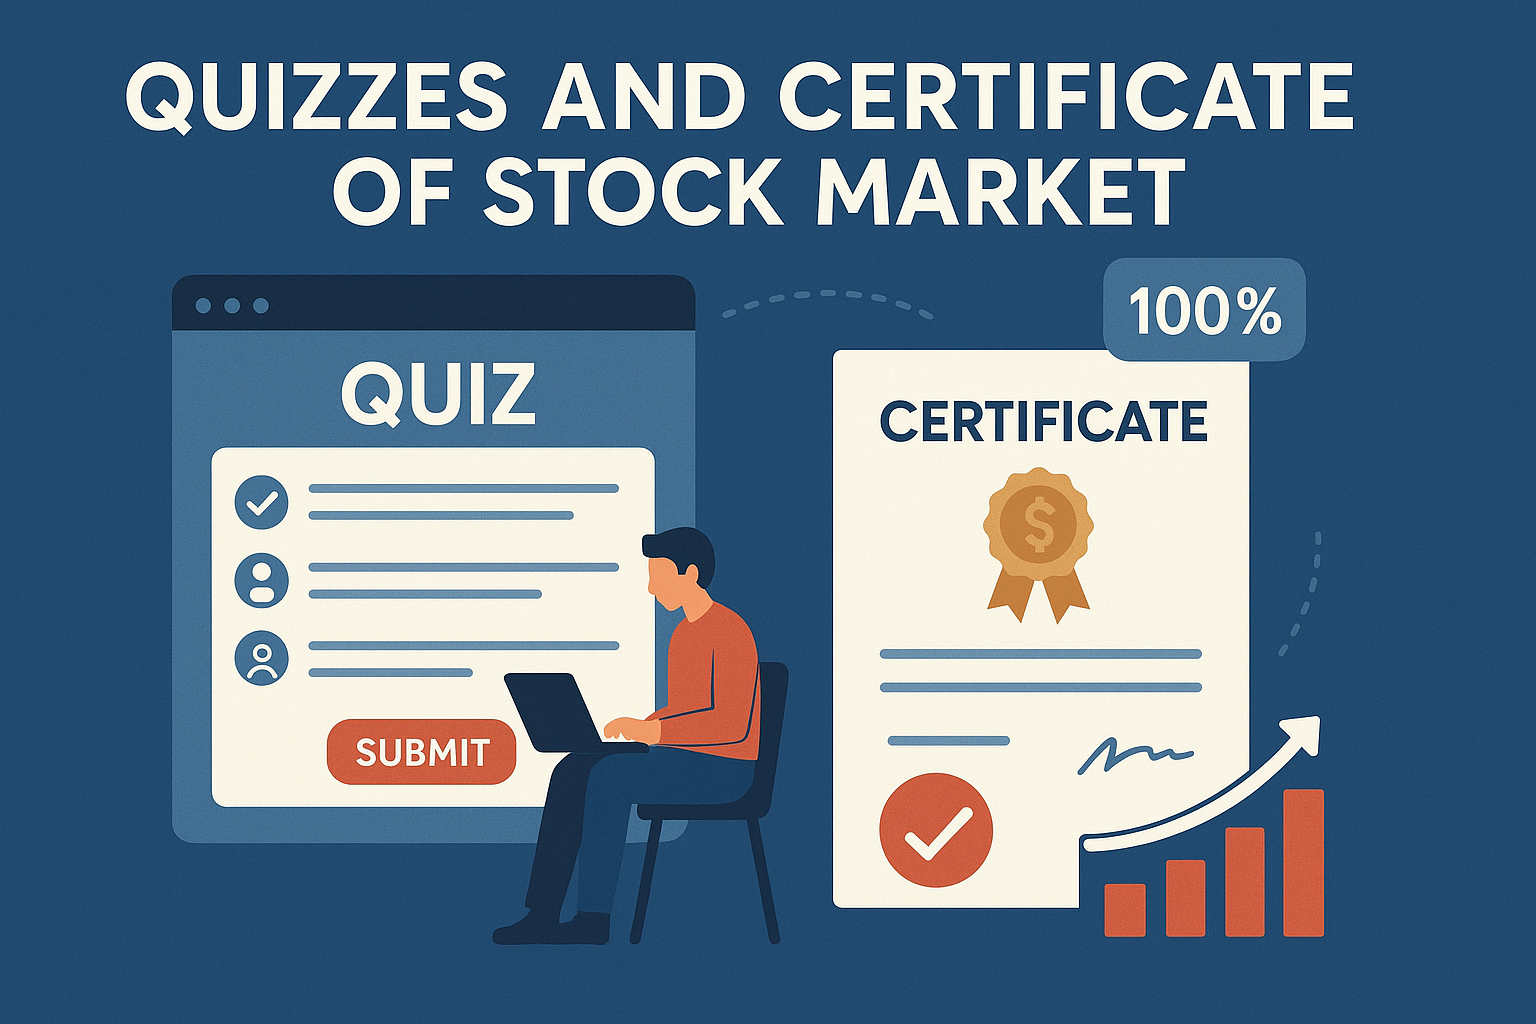 QUIZZES AND CERTIFICATE
OF STOCK MARKET
100%
QUIZ
CERTIFICATE
$
SUBMIT